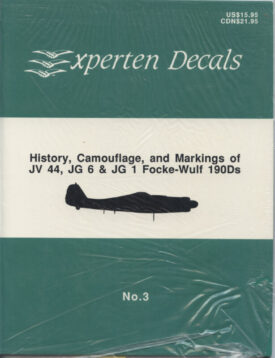 US$15.95
CDN$21.95
Experten Decals
History, Camouflage, and Markings of
JV 44, JG 6 & JG 1 Focke-Wulf 190Ds
No.3